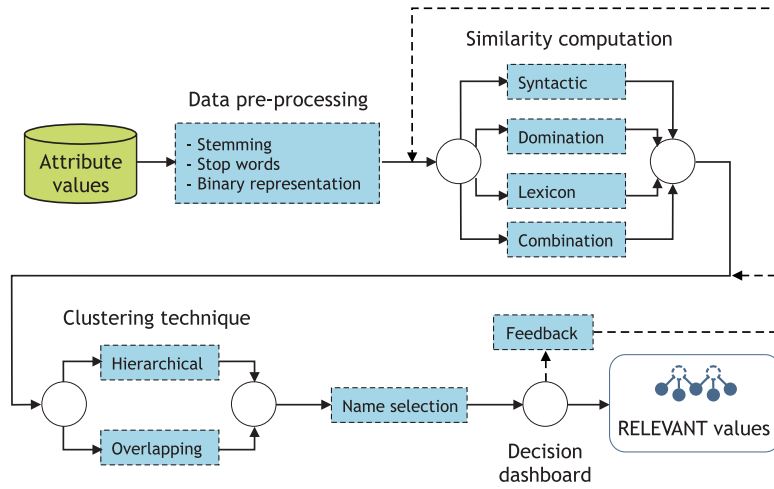 Similarity computation
Syntactic
Data pre-processing
- Stemming
- Stop words
- Binary representation
Attribute
values
Domination
Lexicon
Combination
Clustering technique
Hierarchical
Overlapping
Name selection
Feedback
Decision
dashboard
RELEVANT values